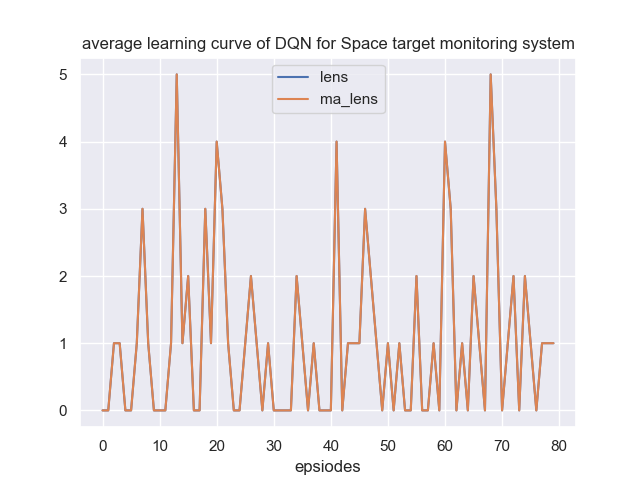 average learning curve of DQN for Space target monitoring system
lens
ma_lens
5
4
3
2
1
0
0 10 20 30 40 50 60 70 80
epsiodes